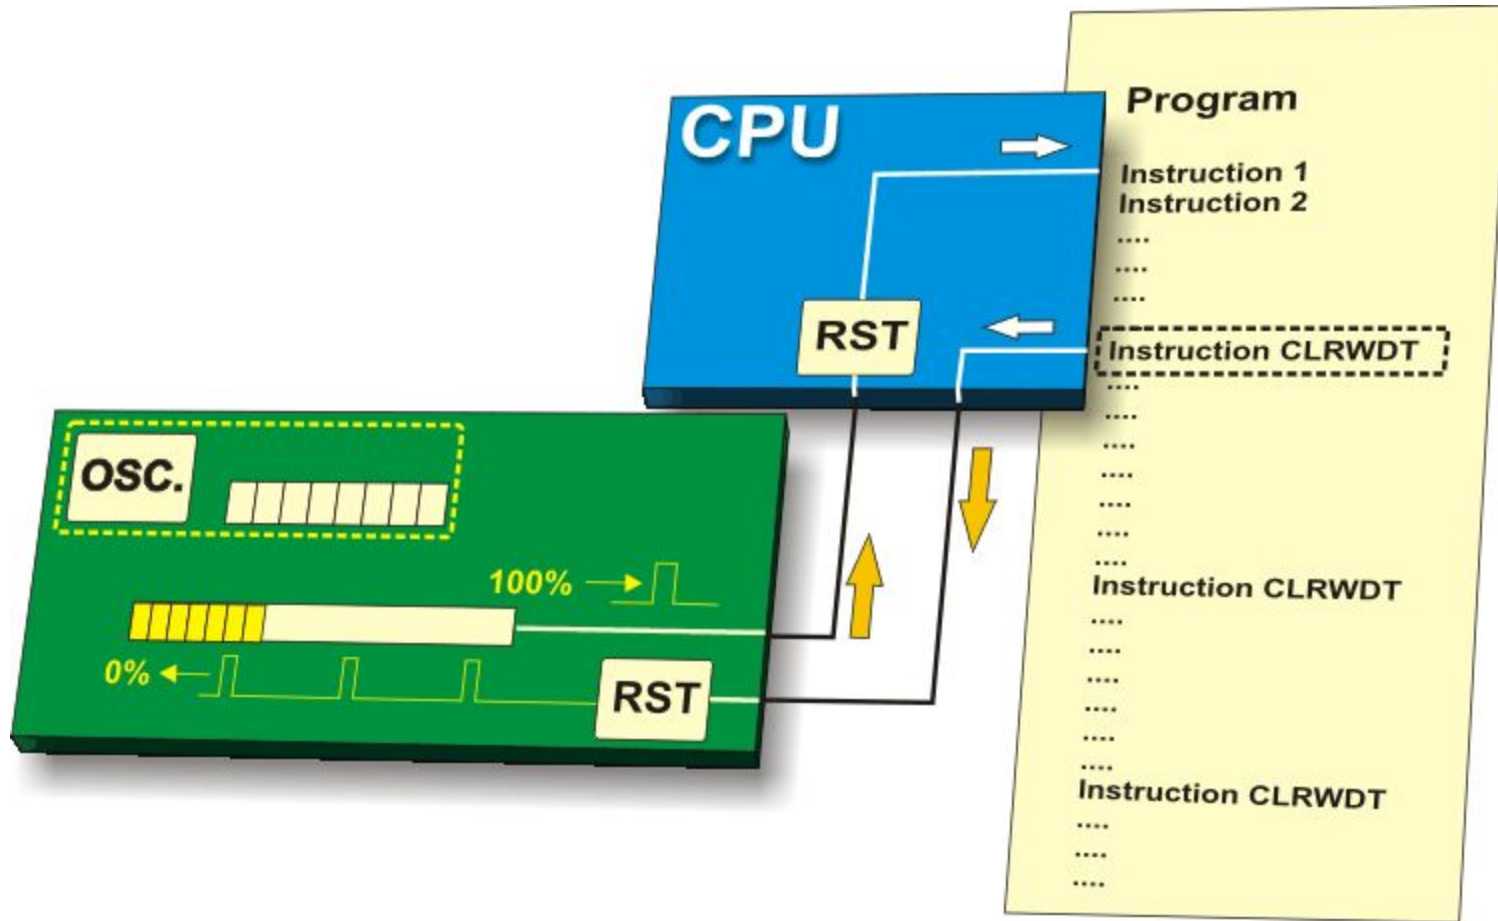 CPU
RST
OSC.
100%
0%
RST
Program
Instruction 1
Instruction 2
....
....
....
Instruction CLRWDT
....
....
....
....
....
....
....
Instruction CLRWDT
....
....
....
....
....
....
Instruction CLRWDT
....
....
....